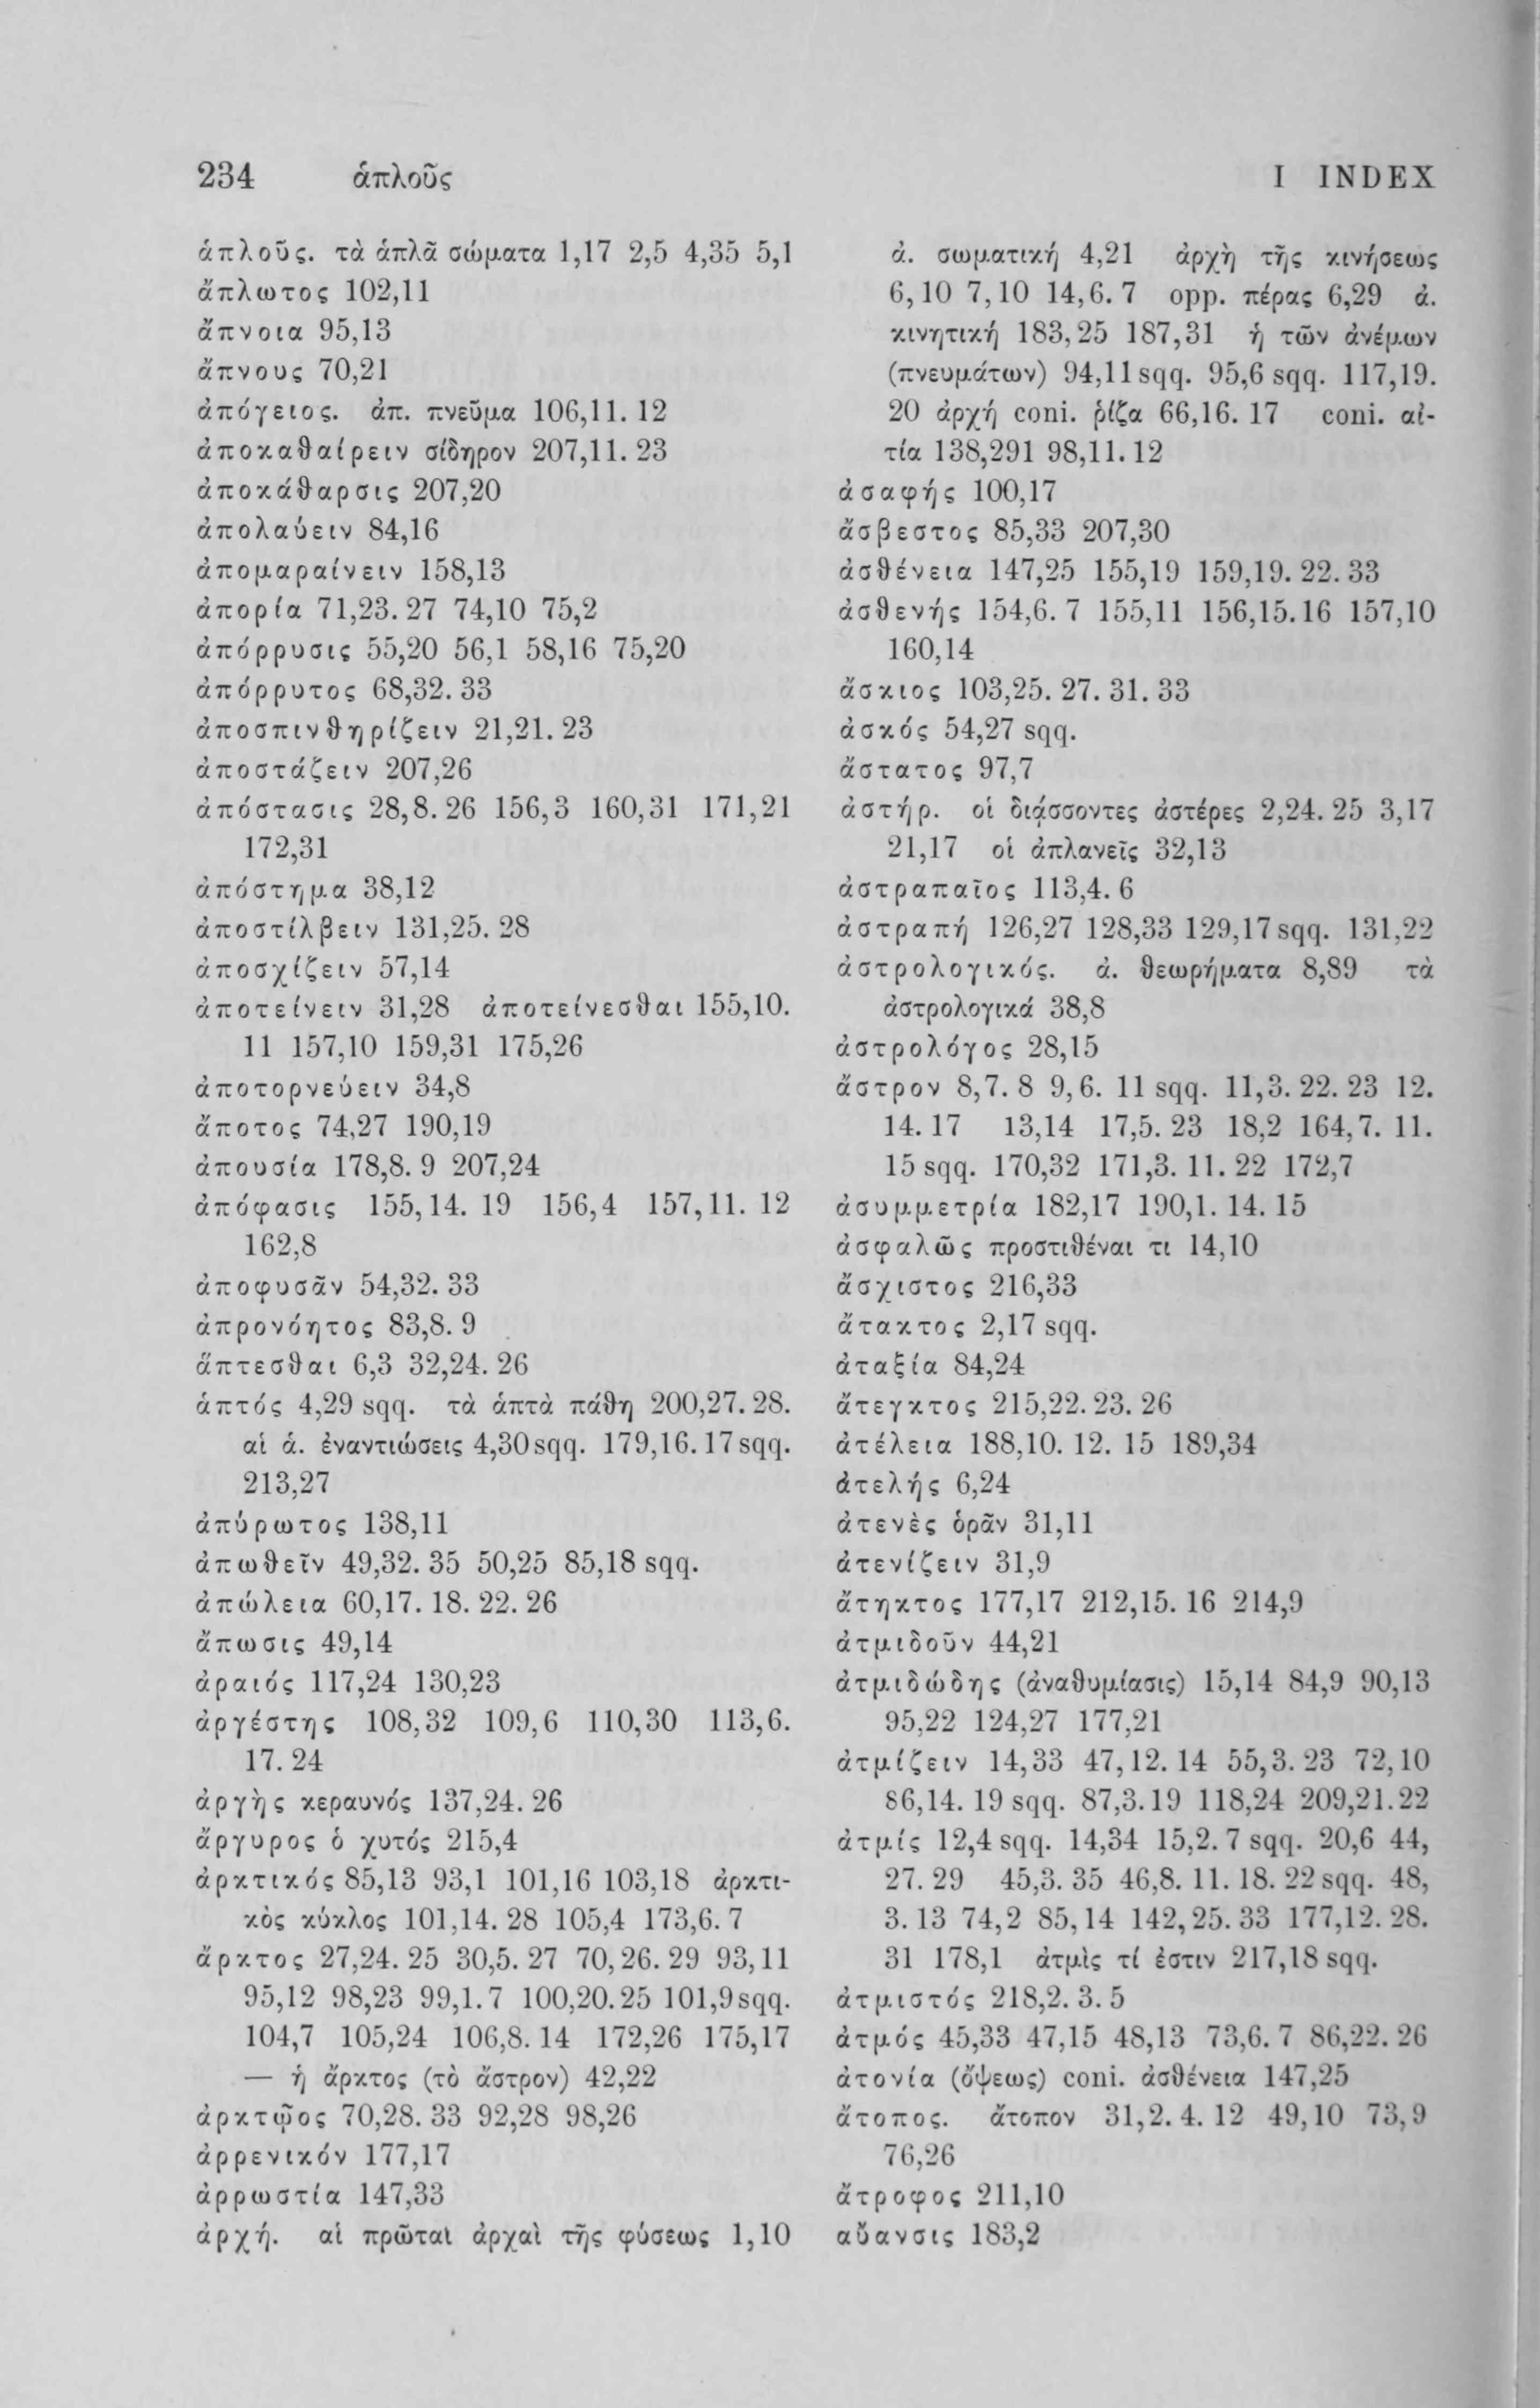 234 ἁπλοῦς I INDEX
ἁπλοῦς. τὰ ἁπλᾶ σώματα 1,17 2,5 4,35 5,1
ἄπλωτος 102,11
ἄπνοια 95,13
ἄπνους 70,21
ἀπόγειος. ἀπ. πνεῦμα 106,11. 12
ἀποκαθαίρειν σίδηρον 207,11. 23
ἀποκάθαρσις 207,20
ἀπολαύειν 84,16
ἀπομαραίνειν 158,13
ἀπορία 71,23. 27 74,10 75,2
ἀπόρρυσις 55,20 56,1 58,16 75,20
ἀπόρρυτος 68,32. 33
ἀποσπινθηρίζειν 21,21. 23
ἀποστάζειν 207,26
ἀπόστασις 28,8. 26 156,3 160,31 171,21
172,31
ἀπόστημα 38,12
ἀποστίλβειν 131,25. 28
ἀποσχίζειν 57,14
ἀποτείνειν 31,28 ἀποτείνεσθαι 155,10.
11 157,10 159,31 175,26
ἀποτορνεύειν 34,8
ἄποτος 74,27 190,19
ἀπουσία 178,8. 9 207,24
ἀπόφασις 155,14. 19 156,4 157,11. 12
162,8
ἀποφυσᾶν 54,32. 33
ἀπρονόητος 83,8. 9
ἅπτεσθαι 6,3 32,24. 26
ἁπτός 4,29 sqq. τὰ ἁπτὰ πάθη 200,27. 28.
αἱ ἁ. ἐναντιώσεις 4,30 sqq. 179,16. 17 sqq.
213,27
ἀπύρωτος 138,11
ἀπωθεῖν 49,32. 35 50,25 85,18 sqq.
ἀπώλεια 60,17. 18. 22. 26
ἄπωσις 49,14
ἀραιός 117,24 130,23
ἀργέστης 108,32 109,6 110,30 113,6.
17. 24
ἀργὴς κεραυνός 137,24. 26
ἄργυρος ὁ χυτός 215,4
ἀρκτικός 85,13 93,1 101,16 103,18 ἀρκτι-
κὸς κύκλος 101,14. 28 105,4 173,6. 7
ἄρκτος 27,24. 25 30,5. 27 70,26. 29 93,11
95,12 98,23 99,1. 7 100,20. 25 101,9 sqq.
104,7 105,24 106,8. 14 172,26 175,17
— ἡ ἄρκτος (τὸ ἄστρον) 42,22
ἀρκτῷος 70,28. 33 92,28 98,26
ἀρρενικόν 177,17
ἀρρωστία 147,33
ἀρχή. αἱ πρῶται ἀρχαὶ τῆς φύσεως 1,10
ἀ. σωματική 4,21 ἀρχὴ τῆς κινήσεως
6,10 7,10 14,6. 7 opp. πέρας 6,29 ἀ.
κινητική 183,25 187,31 ἡ τῶν ἀνέμων
(πνευμάτων) 94,11 sqq. 95,6 sqq. 117,19.
20 ἀρχή coni. ῥίζα 66,16. 17 coni. αἰ-
τία 138,291 98,11. 12
ἀσαφής 100,17
ἄσβεστος 85,33 207,30
ἀσθένεια 147,25 155,19 159,19. 22. 33
ἀσθενής 154,6. 7 155,11 156,15. 16 157,10
160,14
ἄσκιος 103,25. 27. 31. 33
ἀσκός 54,27 sqq.
ἄστατος 97,7
ἀστήρ. οἱ διᾴσσοντες ἀστέρες 2,24. 25 3,17
21,17 οἱ ἀπλανεῖς 32,13
ἀστραπαῖος 113,4. 6
ἀστραπή 126,27 128,33 129,17 sqq. 131,22
ἀστρολογικός. ἀ. θεωρήματα 8,89 τὰ
ἀστρολογικά 38,8
ἀστρολόγος 28,15
ἄστρον 8,7. 8 9,6. 11 sqq. 11,3. 22. 23 12.
14. 17 13,14 17,5. 23 18,2 164,7. 11.
15 sqq. 170,32 171,3. 11. 22 172,7
ἀσυμμετρία 182,17 190,1. 14. 15
ἀσφαλῶς προστιθέναι τι 14,10
ἄσχιστος 216,33
ἄτακτος 2,17 sqq.
ἀταξία 84,24
ἄτεγκτος 215,22. 23. 26
ἀτέλεια 188,10. 12. 15 189,34
ἀτελής 6,24
ἀτενὲς ὁρᾶν 31,11
ἀτενίζειν 31,9
ἄτηκτος 177,17 212,15. 16 214,9
ἀτμιδοῦν 44,21
ἀτμιδώδης (ἀναθυμίασις) 15,14 84,9 90,13
95,22 124,27 177,21
ἀτμίζειν 14,33 47,12. 14 55,3. 23 72,10
86,14. 19 sqq. 87,3. 19 118,24 209,21. 22
ἀτμίς 12,4 sqq. 14,34 15,2. 7 sqq. 20,6 44,
27. 29 45,3. 35 46,8. 11. 18. 22 sqq. 48,
3. 13 74,2 85,14 142,25. 33 177,12. 28.
31 178,1 ἀτμὶς τί ἐστιν 217,18 sqq.
ἀτμιστός 218,2. 3. 5
ἀτμός 45,33 47,15 48,13 73,6. 7 86,22. 26
ἀτονία (ὄψεως) coni. ἀσθένεια 147,25
ἄτοπος. ἄτοπον 31,2. 4. 12 49,10 73,9
76,26
ἄτροφος 211,10
αὔανσις 183,2